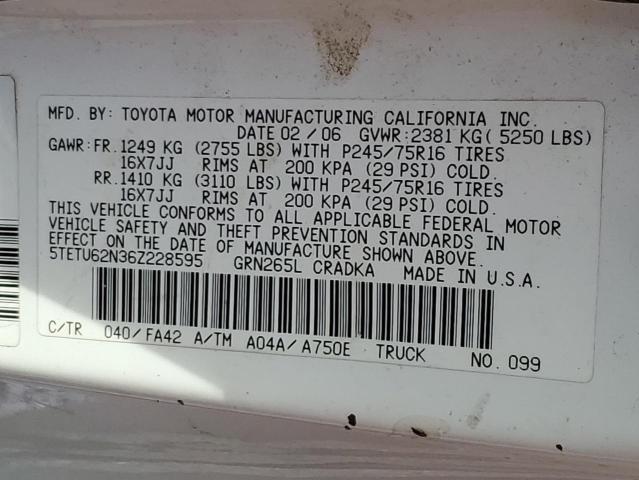 MFD. BY: TOYOTA MOTOR MANUFACTURING CALIFORNIA INC.
DATE 02 / 06 GVWR: 2381 KG( 5250 LBS)
GAWR: FR. 1249 KG (2755 LBS) WITH P245/75R16 TIRES
16X7JJ RIMS AT 200 KPA (29 PSI) COLD.
RR. 1410 KG (3110 LBS) WITH P245/75R16 TIRES
16X7JJ RIMS AT 200 KPA (29 PSI) COLD.
THIS VEHICLE CONFORMS TO ALL APPLICABLE FEDERAL MOTOR
VEHICLE SAFETY AND THEFT PREVENTION STANDARDS IN
EFFECT ON THE DATE OF MANUFACTURE SHOWN ABOVE.
5TETU62N36Z228595 GRN265L CRADKA MADE IN U.S.A.
C/TR 040/FA42 A/TM A04A/A750E TRUCK NO. 099